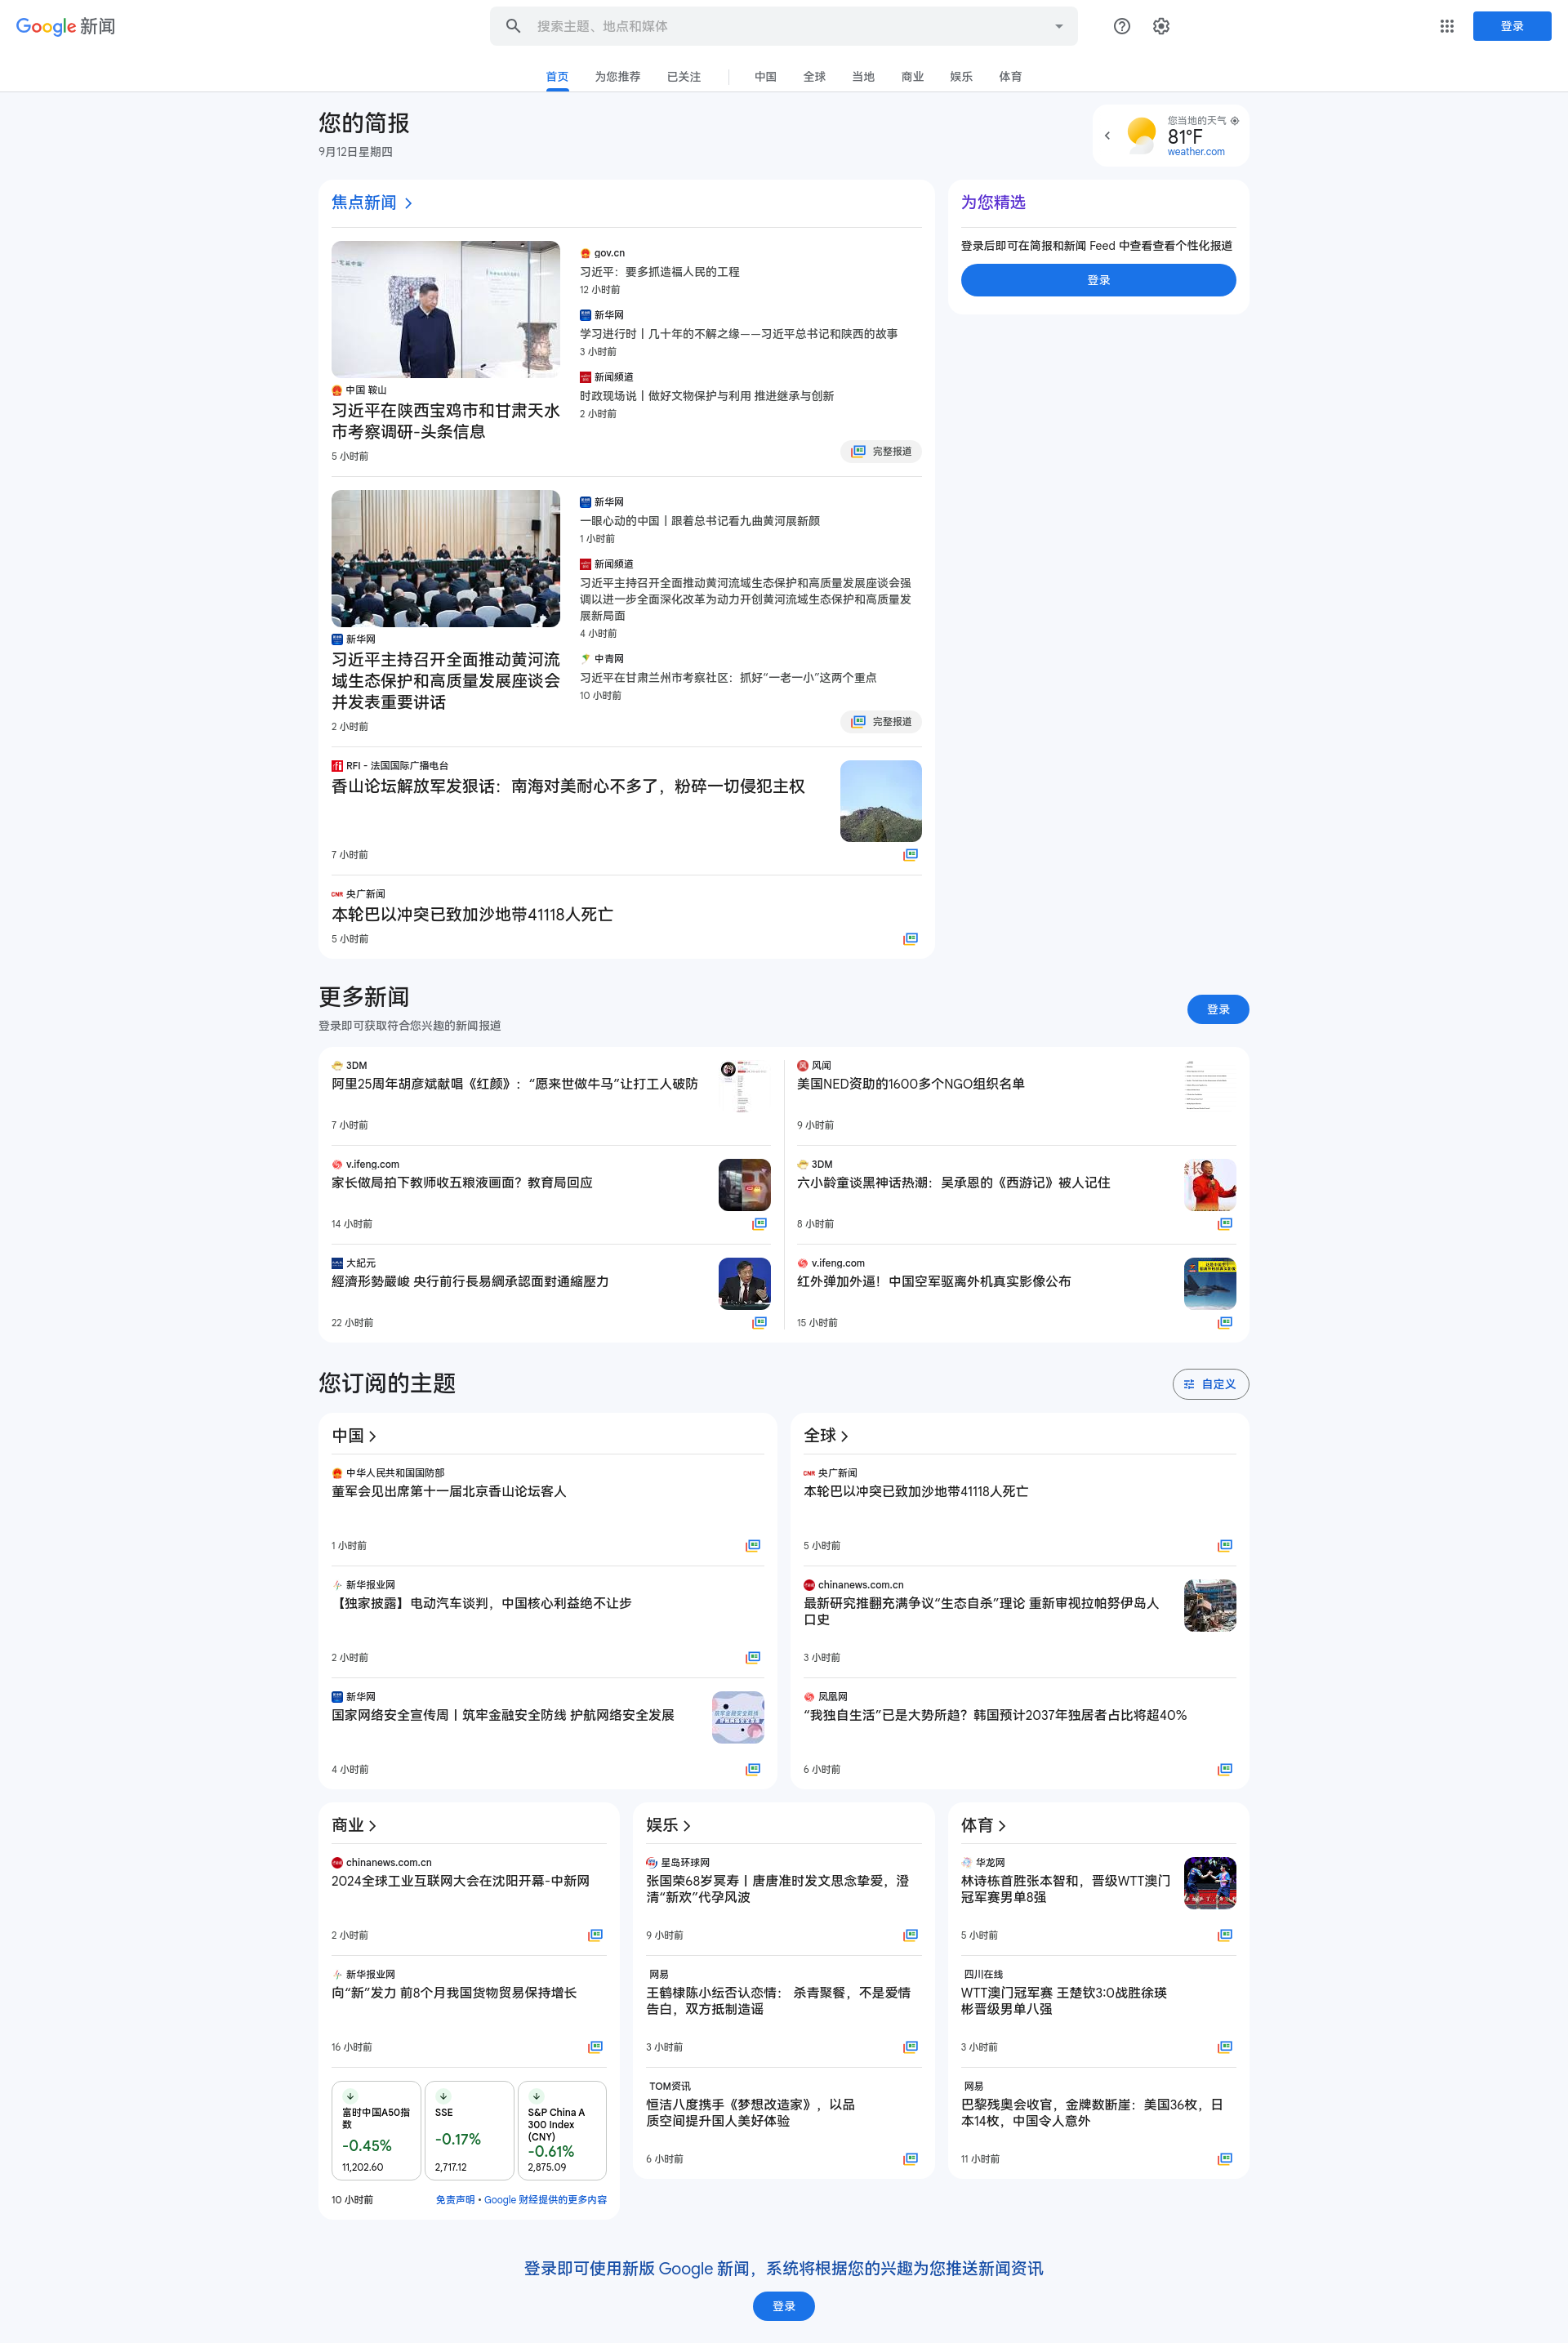 Google 新闻
搜索主题、地点和媒体
登录
首页
为您推荐
已关注
中国
全球
当地
商业
娱乐
体育
您的简报
9月12日星期四
您当地的天气
81°F
weather.com
焦点新闻
中国 鞍山
习近平在陕西宝鸡市和甘肃天水
市考察调研-头条信息
5 小时前
gov.cn
习近平：要多抓造福人民的工程
12 小时前
新华网
学习进行时丨几十年的不解之缘——习近平总书记和陕西的故事
3 小时前
新闻频道
时政现场说丨做好文物保护与利用 推进继承与创新
2 小时前
完整报道
新华网
习近平主持召开全面推动黄河流
域生态保护和高质量发展座谈会
并发表重要讲话
2 小时前
新华网
一眼心动的中国丨跟着总书记看九曲黄河展新颜
1 小时前
新闻频道
习近平主持召开全面推动黄河流域生态保护和高质量发展座谈会强
调以进一步全面深化改革为动力开创黄河流域生态保护和高质量发
展新局面
4 小时前
中青网
习近平在甘肃兰州市考察社区：抓好“一老一小”这两个重点
10 小时前
完整报道
RFI - 法国国际广播电台
香山论坛解放军发狠话：南海对美耐心不多了，粉碎一切侵犯主权
7 小时前
央广新闻
本轮巴以冲突已致加沙地带41118人死亡
5 小时前
为您精选
登录后即可在简报和新闻 Feed 中查看查看个性化报道
登录
更多新闻
登录即可获取符合您兴趣的新闻报道
登录
3DM
阿里25周年胡彦斌献唱《红颜》：“愿来世做牛马”让打工人破防
7 小时前
风闻
美国NED资助的1600多个NGO组织名单
9 小时前
v.ifeng.com
家长做局拍下教师收五粮液画面？教育局回应
14 小时前
3DM
六小龄童谈黑神话热潮：吴承恩的《西游记》被人记住
8 小时前
大紀元
經濟形勢嚴峻 央行前行長易綱承認面對通縮壓力
22 小时前
v.ifeng.com
红外弹加外逼！中国空军驱离外机真实影像公布
15 小时前
您订阅的主题
自定义
中国
中华人民共和国国防部
董军会见出席第十一届北京香山论坛客人
1 小时前
新华报业网
【独家披露】电动汽车谈判，中国核心利益绝不让步
2 小时前
新华网
国家网络安全宣传周丨筑牢金融安全防线 护航网络安全发展
4 小时前
全球
央广新闻
本轮巴以冲突已致加沙地带41118人死亡
5 小时前
chinanews.com.cn
最新研究推翻充满争议“生态自杀”理论 重新审视拉帕努伊岛人
口史
3 小时前
凤凰网
“我独自生活”已是大势所趋？韩国预计2037年独居者占比将超40%
6 小时前
商业
chinanews.com.cn
2024全球工业互联网大会在沈阳开幕-中新网
2 小时前
新华报业网
向“新”发力 前8个月我国货物贸易保持增长
16 小时前
富时中国A50指
数
-0.45%
11,202.60
SSE
-0.17%
2,717.12
S&P China A
300 Index
(CNY)
-0.61%
2,875.09
10 小时前
免责声明 • Google 财经提供的更多内容
娱乐
星岛环球网
张国荣68岁冥寿丨唐唐准时发文思念挚爱，澄
清“新欢”代孕风波
9 小时前
网易
王鹤棣陈小纭否认恋情： 杀青聚餐，不是爱情
告白，双方抵制造谣
3 小时前
TOM资讯
恒洁八度携手《梦想改造家》，以品
质空间提升国人美好体验
6 小时前
体育
华龙网
林诗栋首胜张本智和，晋级WTT澳门
冠军赛男单8强
5 小时前
四川在线
WTT澳门冠军赛 王楚钦3:0战胜徐瑛
彬晋级男单八强
3 小时前
网易
巴黎残奥会收官，金牌数断崖：美国36枚，日
本14枚，中国令人意外
11 小时前
登录即可使用新版 Google 新闻，系统将根据您的兴趣为您推送新闻资讯
登录